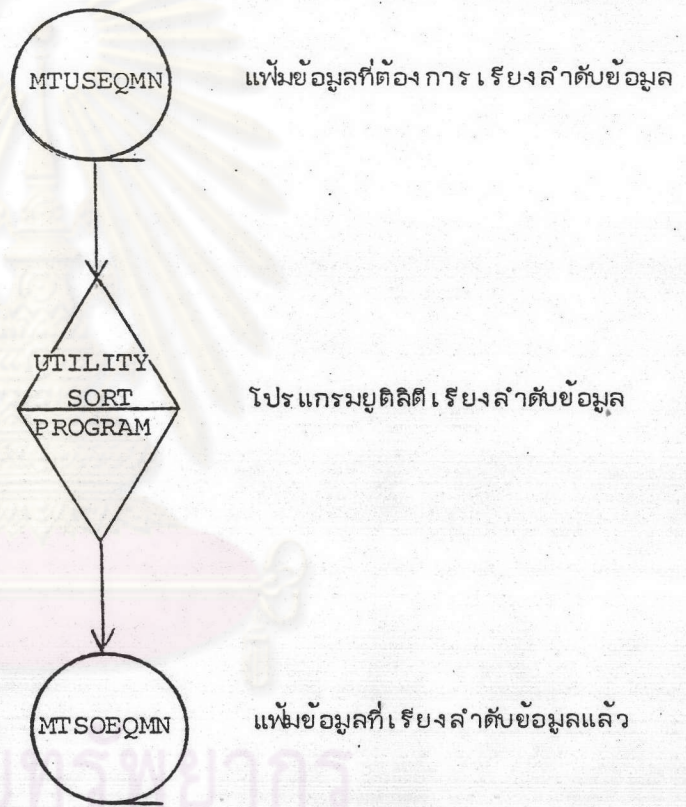 MTUSEQMN
แฟ้มข้อมูลที่ต้องการเรียงลำดับข้อมูล
UTILITY
SORT
PROGRAM
โปรแกรมยูติลิตีเรียงลำดับข้อมูล
MTSOEQMN
แฟ้มข้อมูลที่เรียงลำดับข้อมูลแล้ว